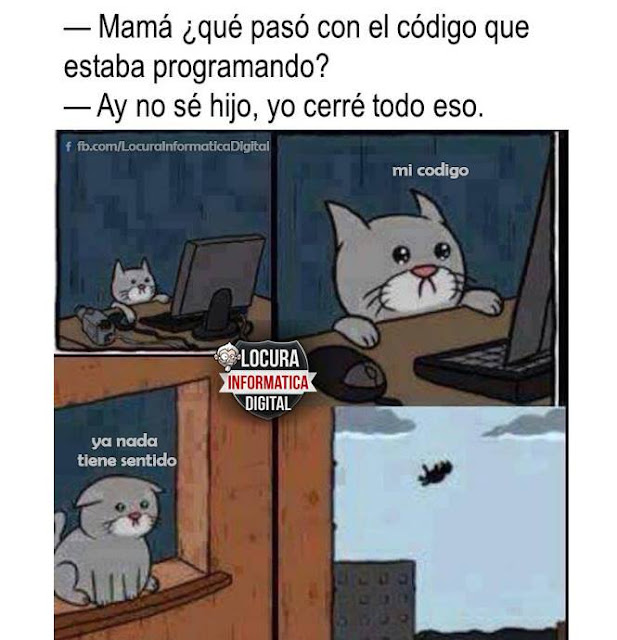 — Mamá ¿qué pasó con el código que
estaba programando?
— Ay no sé hijo, yo cerré todo eso.
f fb.com/LocuraInformaticaDigital
mi codigo
LOCURA
INFORMATICA
DIGITAL
ya nada
tiene sentido